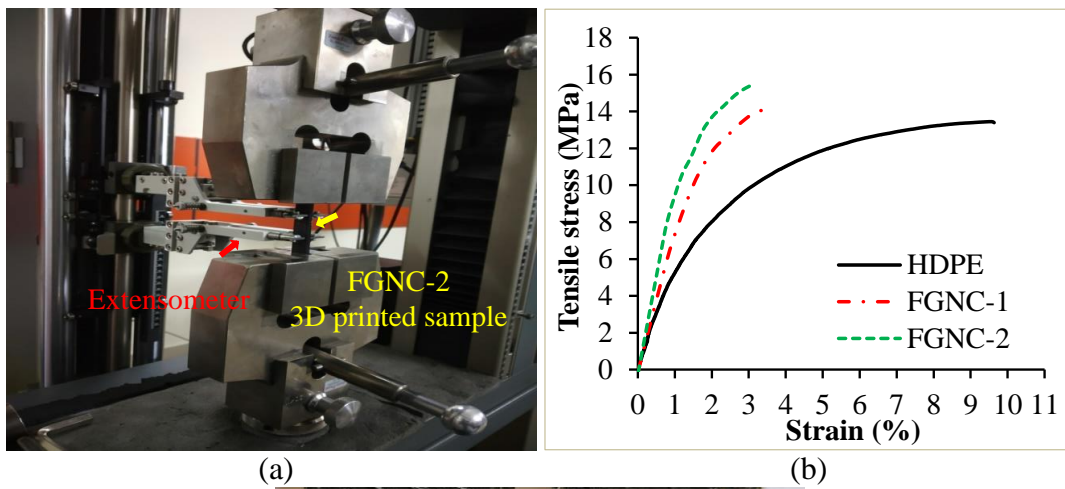 Extensometer
FGNC-2
3D printed sample
(a)
Tensile stress (MPa)
18
16
14
12
10
8
6
4
2
0
HDPE
FGNC-1
FGNC-2
0 1 2 3 4 5 6 7 8 9 10 11
Strain (%)
(b)